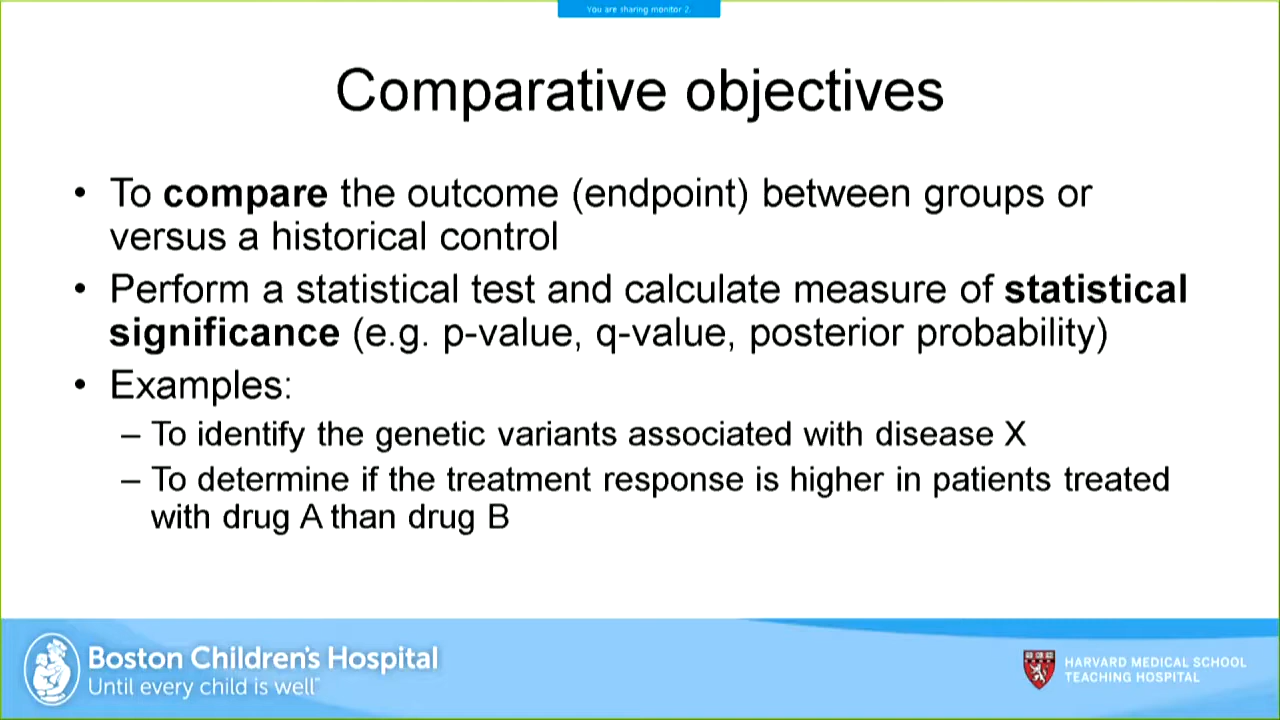 You are sharing monitor 2.
Comparative objectives
• To compare the outcome (endpoint) between groups or
versus a historical control
• Perform a statistical test and calculate measure of statistical
significance (e.g. p-value, q-value, posterior probability)
• Examples:
– To identify the genetic variants associated with disease X
– To determine if the treatment response is higher in patients treated
with drug A than drug B
Boston Children's Hospital
Until every child is well™
HARVARD MEDICAL SCHOOL
TEACHING HOSPITAL